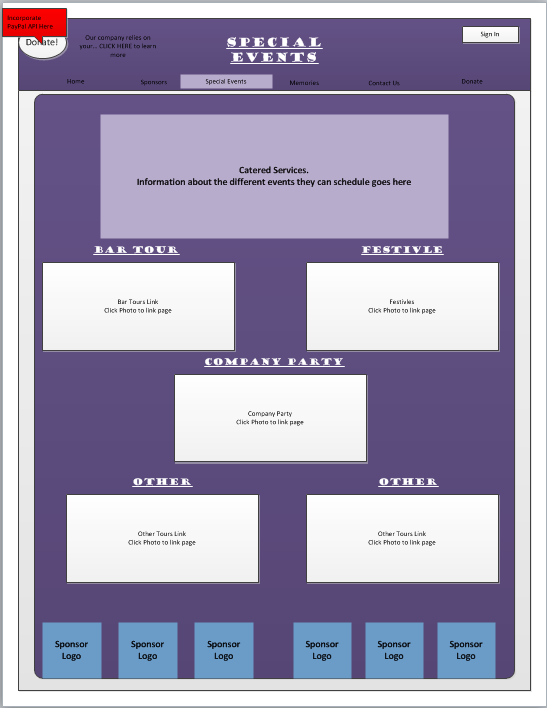 Incorporate
PayPal API Here!
Donate!
Our company relies on
your... CLICK HERE to learn
more
SPECIAL
EVENTS
Sign In
Home
Sponsors
Special Events
Memories
Contact Us
Donate
Catered Services.
Information about the different events they can schedule goes here
BAR TOUR
FESTIVLE
Bar Tours Link
Click Photo to link page
Festivles
Click Photo to link page
COMPANY PARTY
Company Party
Click Photo to link page
OTHER
OTHER
Other Tours Link
Click Photo to link page
Other Tours Link
Click Photo to link page
Sponsor
Logo
Sponsor
Logo
Sponsor
Logo
Sponsor
Logo
Sponsor
Logo
Sponsor
Logo